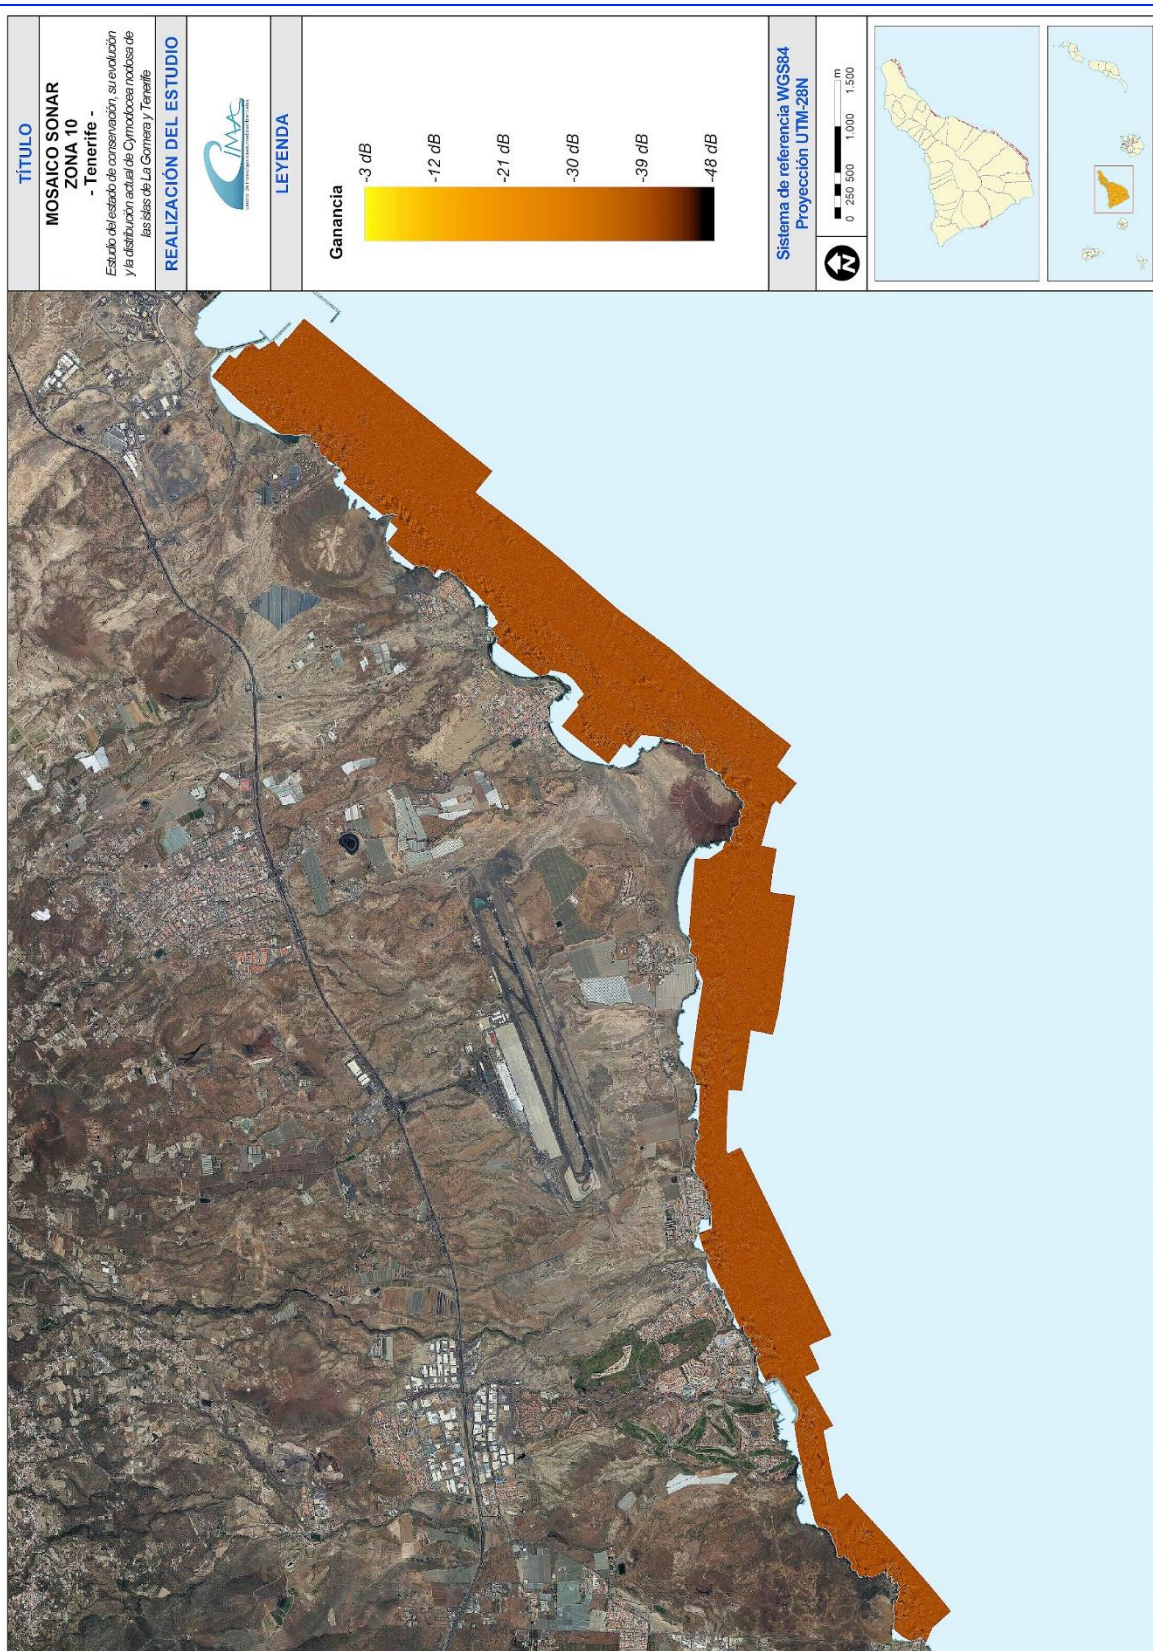 TÍTULO
MOSAICO SONAR
ZONA 10
- Tenerife -
Estudio del estado de conservación, su evolución
y la distribución actual de Cymodocea nodosa de
las islas de La Gomera y Tenerife
REALIZACIÓN DEL ESTUDIO
CIMA
LEYENDA
Ganancia
-3 dB
-12 dB
-21 dB
-30 dB
-39 dB
-48 dB
Sistema de referencia WGS84
Proyección UTM-28N
N
0 250 500 1.000 1.500
m